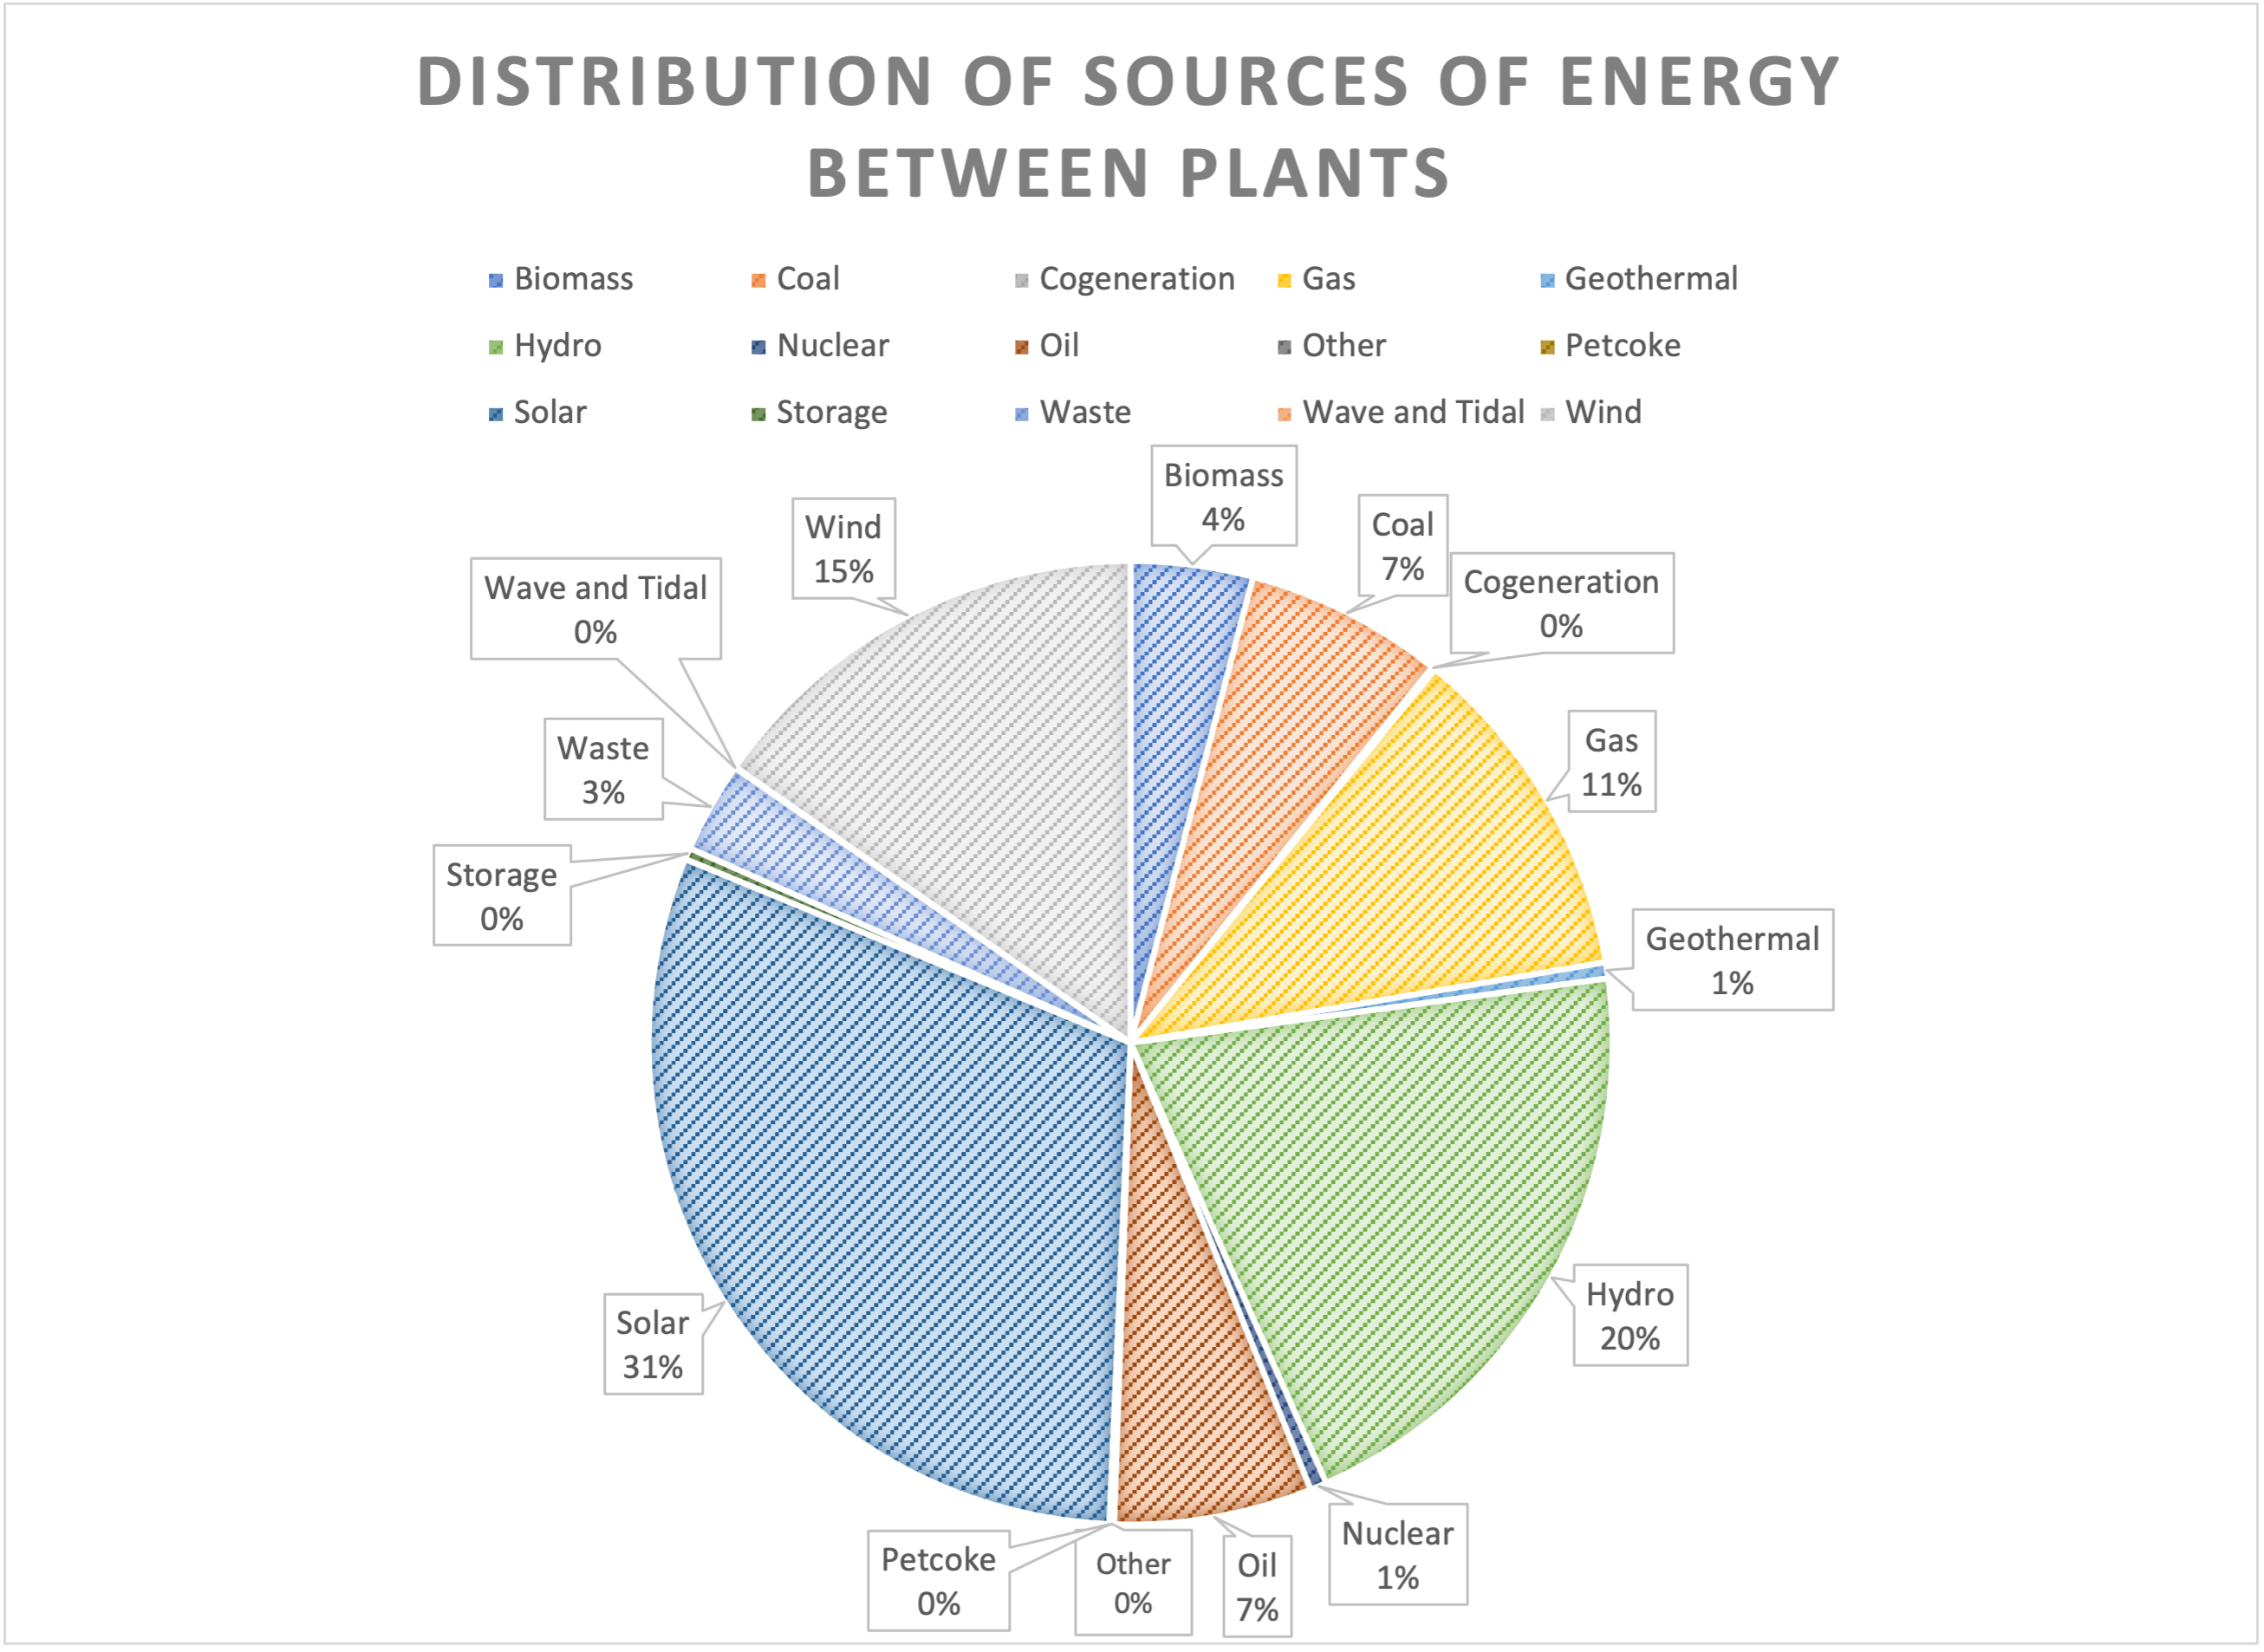 DISTRIBUTION OF SOURCES OF ENERGY
BETWEEN PLANTS
Biomass
Coal
Cogeneration
Gas
Geothermal
Hydro
Nuclear
Oil
Other
Petcoke
Solar
Storage
Waste
Wave and Tidal
Wind
Biomass
4%
Coal
7%
Cogeneration
0%
Gas
11%
Geothermal
1%
Hydro
20%
Nuclear
1%
Oil
7%
Other
0%
Petcoke
0%
Solar
31%
Storage
0%
Waste
3%
Wave and Tidal
0%
Wind
15%